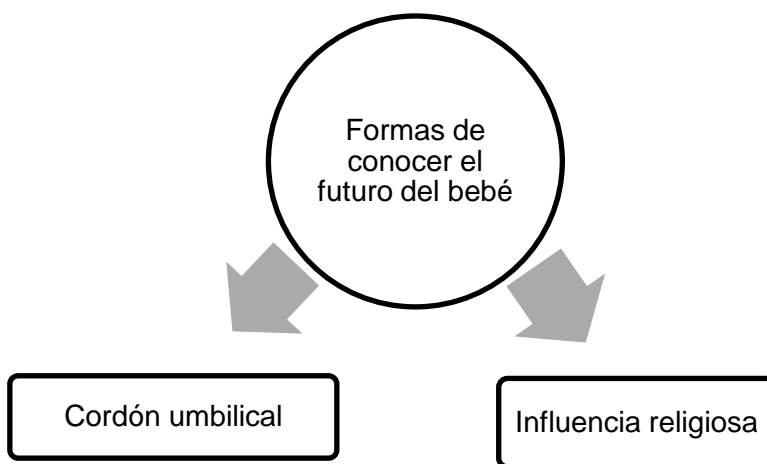 Formas de
conocer el
futuro del bebé
Cordón umbilical
Influencia religiosa